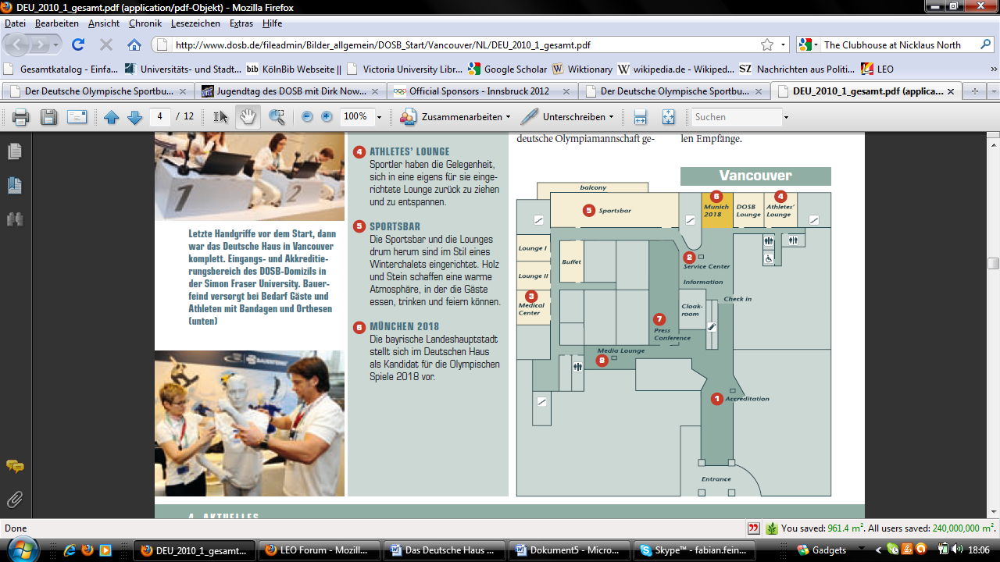 DEU_2010_1_gesamt.pdf (application/pdf-Objekt) - Mozilla Firefox
Datei Bearbeiten Ansicht Chronik Lesezeichen Extras Hilfe
http://www.dosb.de/fileadmin/Bilder_allgemein/DOSB_Start/Vancouver/NL/DEU_2010_1_gesamt.pdf
The Clubhouse at Nicklaus North
Gesamtkatalog - Einfa...
Universitäts- und Stadt...
bib KölnBib Webseite ||
Victoria University Libr...
Google Scholar
W Wiktionary
W wikipedia.de - Wikiped...
SZ Nachrichten aus Politi...
LEO
»
Der Deutsche Olympische Sportbu...
Jugendtag des DOSB mit Dirk Now...
Official Sponsors - Innsbruck 2012
Der Deutsche Olympische Sportbu...
DEU_2010_1_gesamt.pdf (applica...
4 / 12
100%
Zusammenarbeiten
Unterschreiben
Suchen
1
2
Letzte Handgriffe vor dem Start, dann
war das Deutsche Haus in Vancouver
komplett. Eingangs- und Akkreditie-
rungsbereich des DOSB-Domizils in
der Simon Fraser University. Bauer-
feind versorgt bei Bedarf Gäste und
Athleten mit Bandagen und Orthesen
(unten)
BAUERFEIND
4 ATHLETES' LOUNGE
Sportler haben die Gelegenheit,
sich in eine eigens für sie einge-
richtete Lounge zurück zu ziehen
und zu entspannen.
5 SPORTSBAR
Die Sportsbar und die Lounges
drum herum sind im Stil eines
Winterchalets eingerichtet. Holz
und Stein schaffen eine warme
Atmosphäre, in der die Gäste
essen, trinken und feiern können.
6 MÜNCHEN 2018
Die bayrische Landeshauptstadt
stellt sich im Deutschen Haus
als Kandidat für die Olympischen
Spiele 2018 vor.
deutsche Olympiamannschaft ge-
len Empfänge.
Vancouver
balcony
5 Sportsbar
6
Munich
2018
DOSB
Lounge
4
Athletes'
Lounge
Lounge I
Lounge II
3
Medical
Center
Buffet
2
Service Center
Information
Check in
Cloak-
room
7
Press
Conference
Media Lounge
8
1 Accreditation
Entrance
4 AKTUELLES
Done
You saved: 961.4 m². All users saved: 240,000,000 m².
DEU_2010_1_gesamt...
LEO Forum - Mozill...
Das Deutsche Haus ...
Dokument5 - Micro...
Skype™ - fabian.fein...
Gadgets
18:06